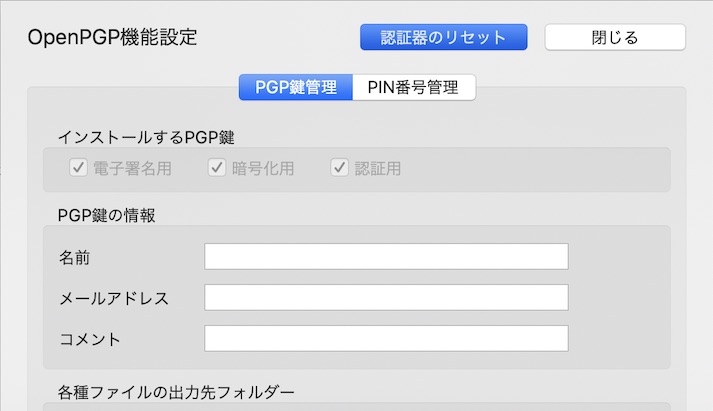 OpenPGP機能設定 認証器のリセット 閉じる
PGP鍵管理 PIN番号管理
インストールするPGP鍵
電子署名用 暗号化用 認証用
PGP鍵の情報
名前
メールアドレス
コメント
各種ファイルの出力先フォルダー